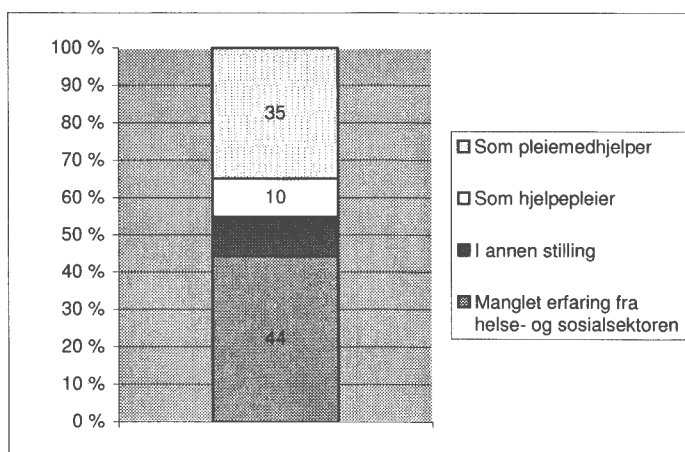 100 %
90 %
80 %
70 %
60 %
50 %
40 %
30 %
20 %
10 %
0 %
35
10
44
Som pleiemedhjelper
Som hjelpepleier
I annen stilling
Manglet erfaring fra
helse- og sosialsektoren